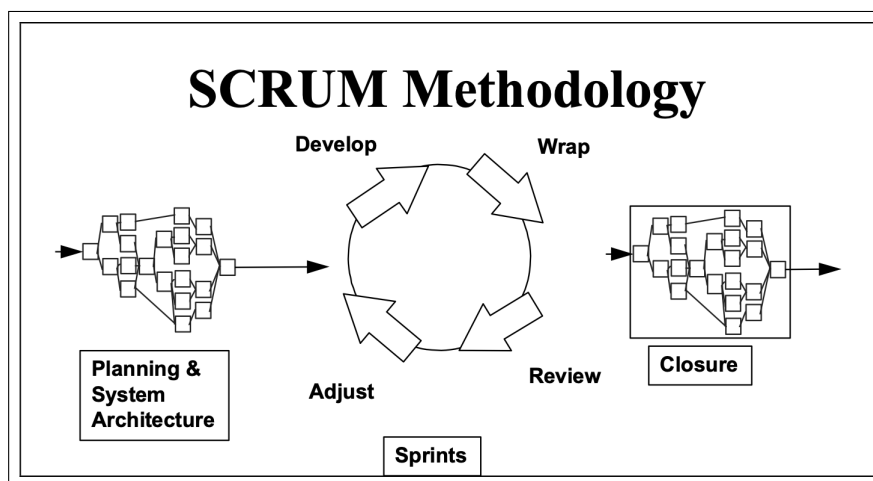 SCRUM Methodology
Develop
Wrap
Planning &
System
Architecture
Adjust
Review
Closure
Sprints